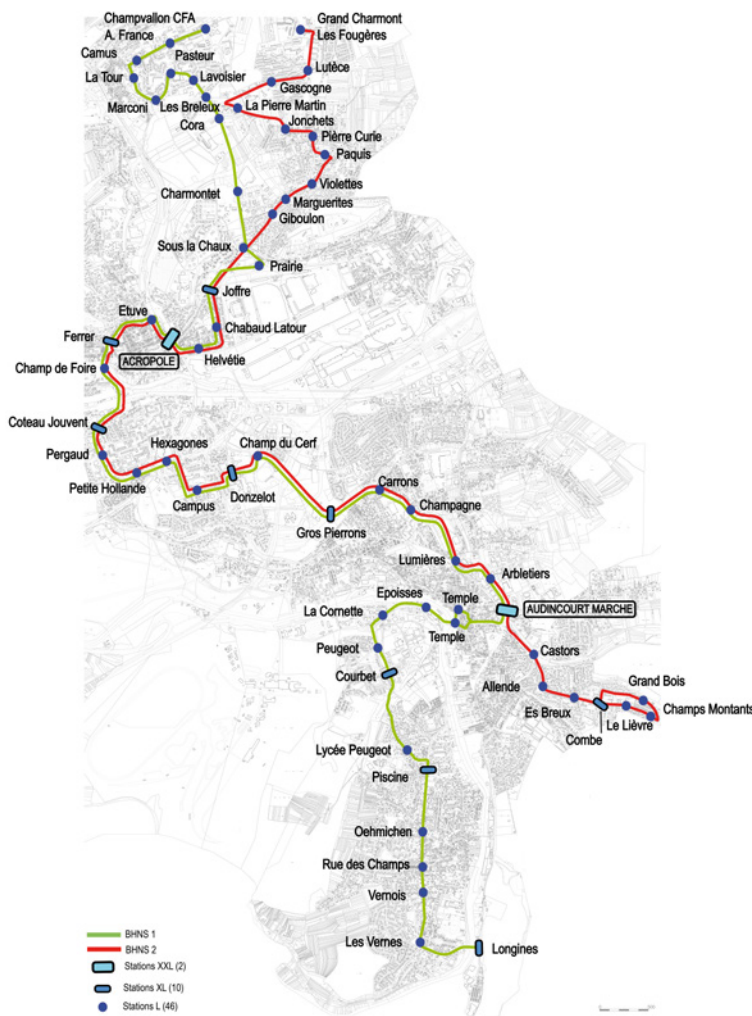 Champvallon CFA
Grand Charmont
A. France
Les Fougères
Camus
Pasteur
Lutèce
La Tour
Lavoisier
Gascogne
Marconi
Les Breleux
La Pierre Martin
Cora
Jonchets
Pièrre Curie
Paquis
Charmontet
Violettes
Marguerites
Giboulon
Sous la Chaux
Prairie
Joffre
Etuve
Ferrer
Chabaud Latour
ACROPOLE
Helvétie
Champ de Foire
Coteau Jouvent
Hexagones
Champ du Cerf
Pergaud
Petite Hollande
Campus
Donzelot
Carrons
Champagne
Gros Pierrons
Lumières
Arbletiers
Epoisses
Temple
La Cornette
AUDINCOURT MARCHE
Temple
Peugeot
Castors
Courbet
Allende
Grand Bois
Es Breux
Champs Montants
Le Lièvre
Combe
Lycée Peugeot
Piscine
Oehmichen
Rue des Champs
Vernois
Les Vernes
Longines
BHNS 1
BHNS 2
Stations XXL (2)
Stations XL (10)
Stations L (46)